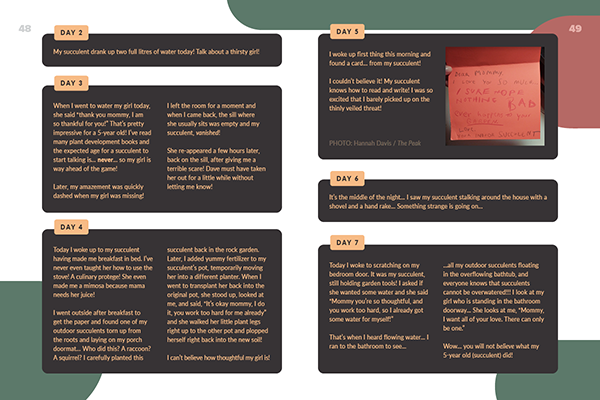 48
DAY 2
My succulent drank up two full litres of water today! Talk about a thirsty girl!
DAY 3
When I went to water my girl today,
she said "thank you mommy, I am
so thankful for you!" That's pretty
impressive for a 5-year old! I've read
many plant development books and
the expected age for a succulent to
start talking is... never... so my girl is
way ahead of the game!
Later, my amazement was quickly
dashed when my girl was missing!
I left the room for a moment and
when I came back, the sill where
she usually sits was empty and my
succulent, vanished!
She re-appeared a few hours later,
back on the sill, after giving me a
terrible scare! Dave must have taken
her out for a little while without
letting me know!
DAY 4
Today I woke up to my succulent
having made me breakfast in bed. I've
never even taught her how to use the
stove! A culinary protege! She even
made me a mimosa because mama
needs her juice!
I went outside after breakfast to
get the paper and found one of my
outdoor succulents torn up from
the roots and laying on my porch
doormat... Who did this? A raccoon?
A squirrel? I carefully planted this
succulent back in the rock garden.
Later, I added yummy fertilizer to my
succulent's pot, temporarily moving
her into a different planter. When I
went to transplant her back into the
original pot, she stood up, looked at
me, and said, "It's okay mommy, I do
it, you work too hard for me already"
and she walked her little plant legs
right up to the other pot and plopped
herself right back into the new soil!
I can't believe how thoughtful my girl is!
49
DAY 5
I woke up first thing this morning and
found a card... from my succulent!
I couldn't believe it! My succulent
knows how to read and write! I was so
excited that I barely picked up on the
thinly veiled threat!
PHOTO: Hannah Davis / The Peak
Dear MOMMY,
I love you so much
NOTHING BAD
your indoor succulent
DAY 6
It's the middle of the night... I saw my succulent stalking around the house with a
shovel and a hand rake... Something strange is going on...
DAY 7
Today I woke to scratching on my
bedroom door. It was my succulent,
still holding garden tools! I asked if
she wanted some water and she said
"Mommy you're so thoughtful, and
you work too hard, so I already got
some water for myself!"
That's when I heard flowing water... I
ran to the bathroom to see...
...all my outdoor succulents floating
in the overflowing bathtub, and
everyone knows that succulents
cannot be overwatered!!! I look at my
girl who is standing in the bathroom
doorway... She looks at me, "Mommy,
I want all of your love. There can only
be one."
Wow... you will not believe what my
5-year old (succulent) did!